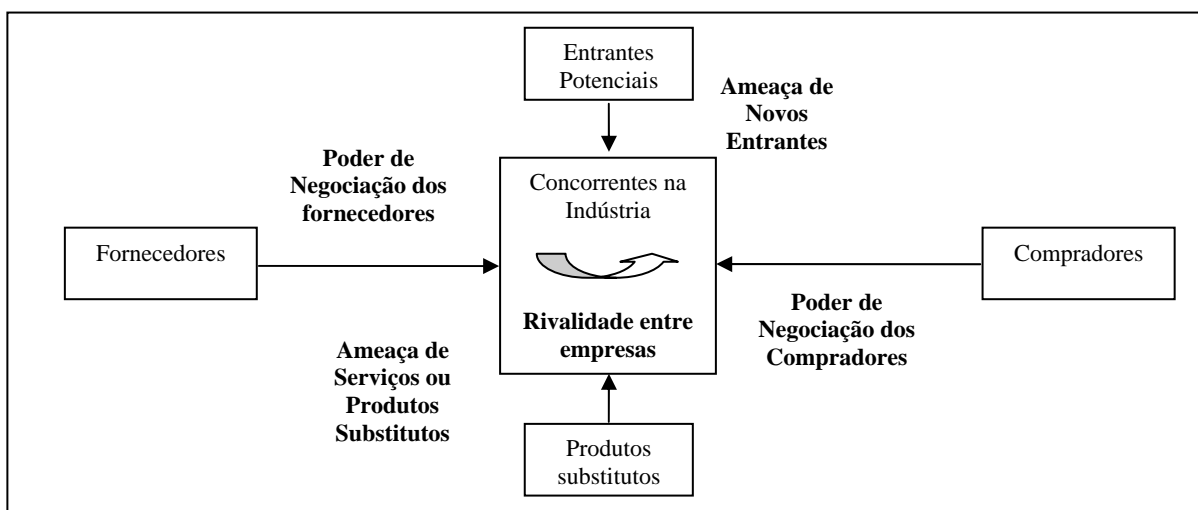 Entrantes
Potenciais
Ameaça de
Novos
Entrantes
Poder de
Negociação dos
fornecedores
Concorrentes na
Indústria
Fornecedores
Compradores
Rivalidade entre
empresas
Poder de
Negociação dos
Compradores
Ameaça de
Serviços ou
Produtos
Substitutos
Produtos
substitutos